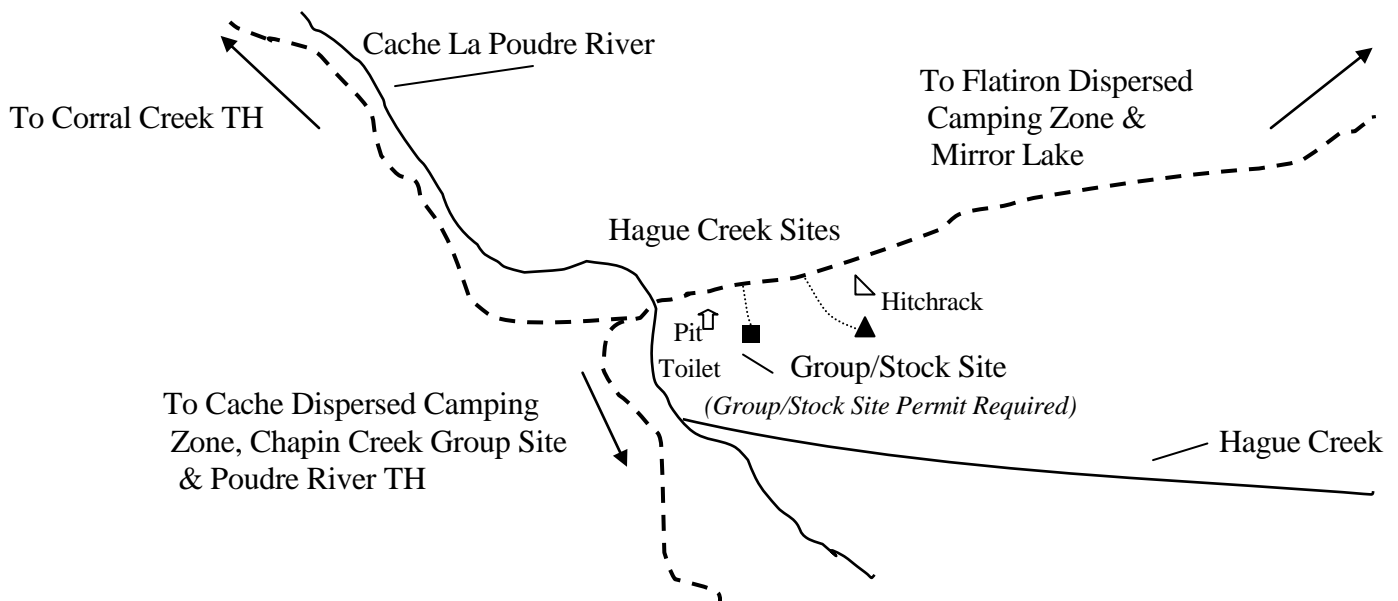 Cache La Poudre River
To Flatiron Dispersed
Camping Zone &
Mirror Lake
To Corral Creek TH
Hague Creek Sites
Hitchrack
Pit
Toilet
Group/Stock Site
(Group/Stock Site Permit Required)
To Cache Dispersed Camping
Zone, Chapin Creek Group Site
& Poudre River TH
Hague Creek